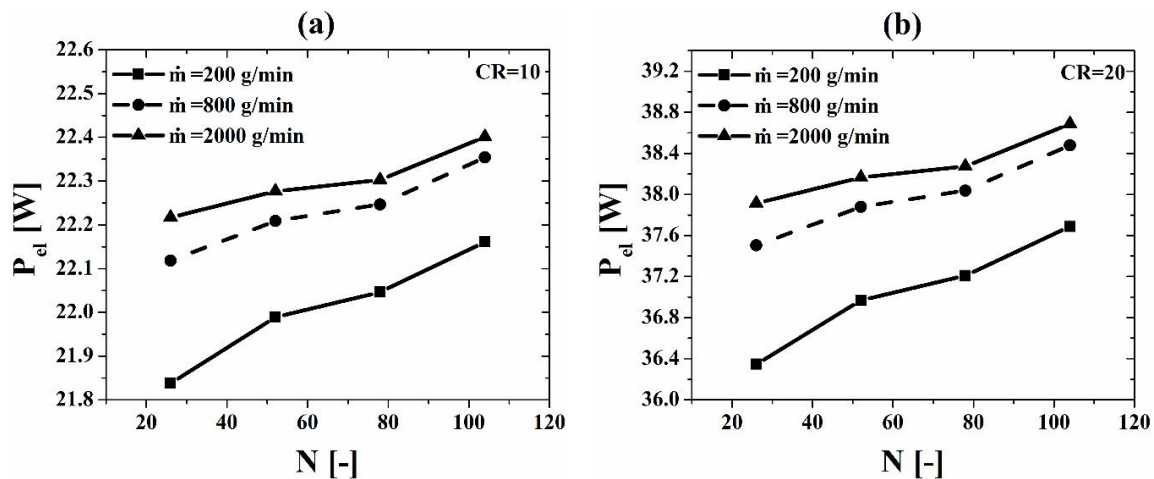 (a)
22.6
22.5
22.4
22.3
22.2
22.1
22.0
21.9
21.8
P_el [W]
ṁ =200 g/min
ṁ =800 g/min
ṁ =2000 g/min
CR=10
20 40 60 80 100 120
N [-]
(b)
39.2
38.8
38.4
38.0
37.6
37.2
36.8
36.4
36.0
P_el [W]
ṁ =200 g/min
ṁ =800 g/min
ṁ =2000 g/min
CR=20
20 40 60 80 100 120
N [-]